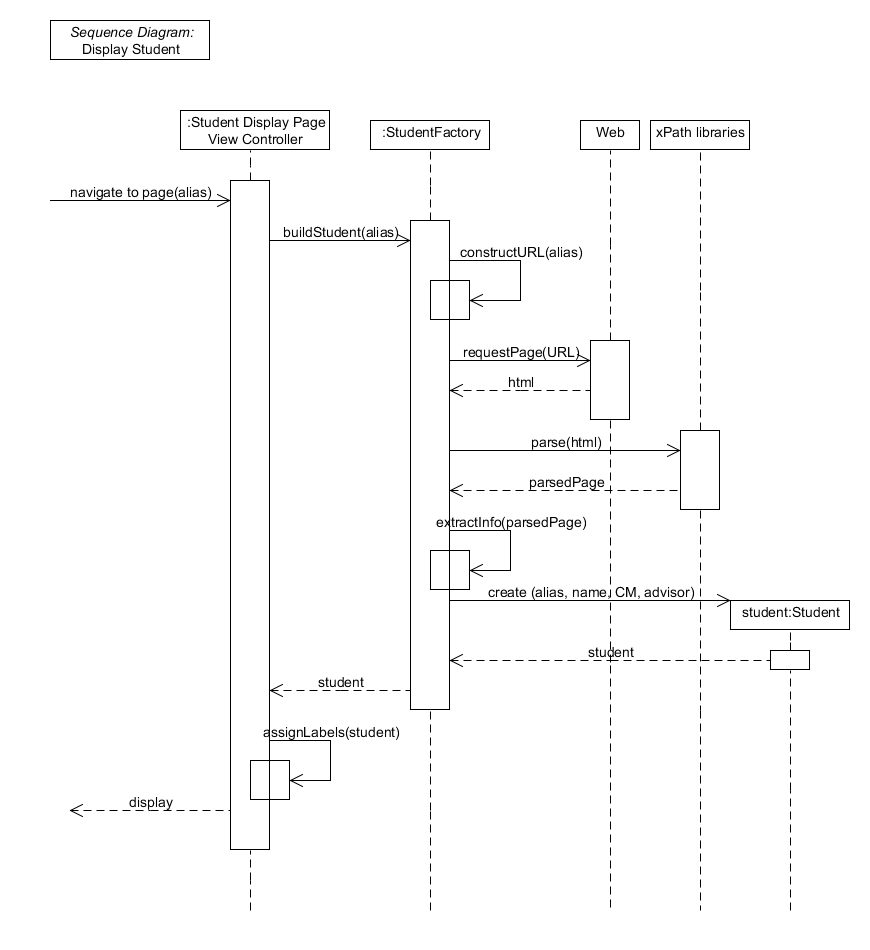 Sequence Diagram:
Display Student
:Student Display Page
View Controller
:StudentFactory
Web
xPath libraries
navigate to page(alias)
buildStudent(alias)
constructURL(alias)
requestPage(URL)
html
parse(html)
parsedPage
extractInfo(parsedPage)
create (alias, name, CM, advisor)
student:Student
student
student
assignLabels(student)
display